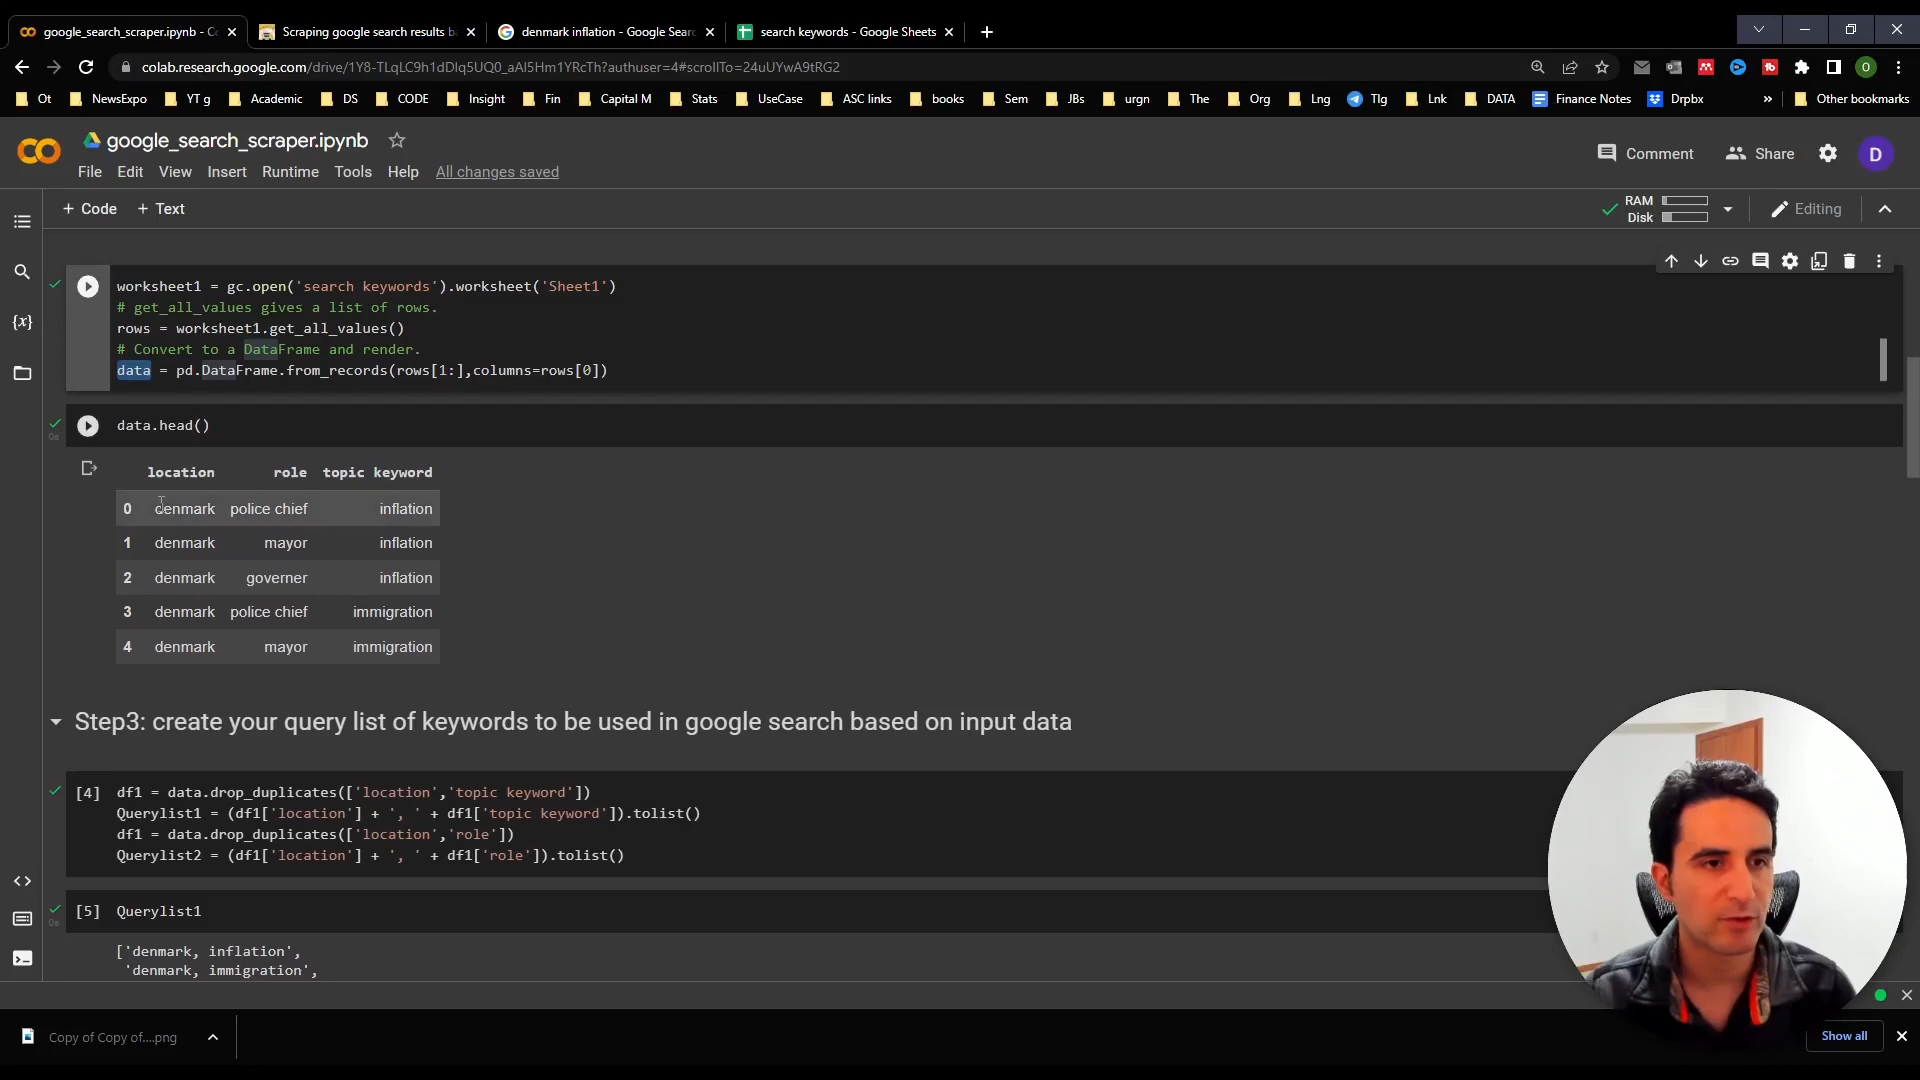 google_search_scraper.ipynb - Co
Scraping google search results b
denmark inflation - Google Sear
search keywords - Google Sheets
colab.research.google.com/drive/1Y8-TLqLC9h1dDlq5UQ0_aAI5Hm1YRcTh?authuser=4#scrollTo=24uUYwA9tRG2
Ot NewsExpo YT g Academic DS CODE Insight Fin Capital M Stats UseCase ASC links books Sem JBs urgn The Org Lng Tlg Lnk DATA Finance Notes Drpbx » Other bookmarks
google_search_scraper.ipynb
File Edit View Insert Runtime Tools Help All changes saved
Comment Share D
+ Code + Text
RAM
Disk
Editing
worksheet1 = gc.open('search keywords').worksheet('Sheet1')
# get_all_values gives a list of rows.
rows = worksheet1.get_all_values()
# Convert to a DataFrame and render.
data = pd.DataFrame.from_records(rows[1:],columns=rows[0])
data.head()
location role topic keyword
0 denmark police chief inflation
1 denmark mayor inflation
2 denmark governer inflation
3 denmark police chief immigration
4 denmark mayor immigration
Step3: create your query list of keywords to be used in google search based on input data
[4] df1 = data.drop_duplicates(['location','topic keyword'])
Querylist1 = (df1['location'] + ', ' + df1['topic keyword']).tolist()
df1 = data.drop_duplicates(['location','role'])
Querylist2 = (df1['location'] + ', ' + df1['role']).tolist()
[5] Querylist1
['denmark, inflation',
'denmark, immigration',
Copy of Copy of....png
Show all